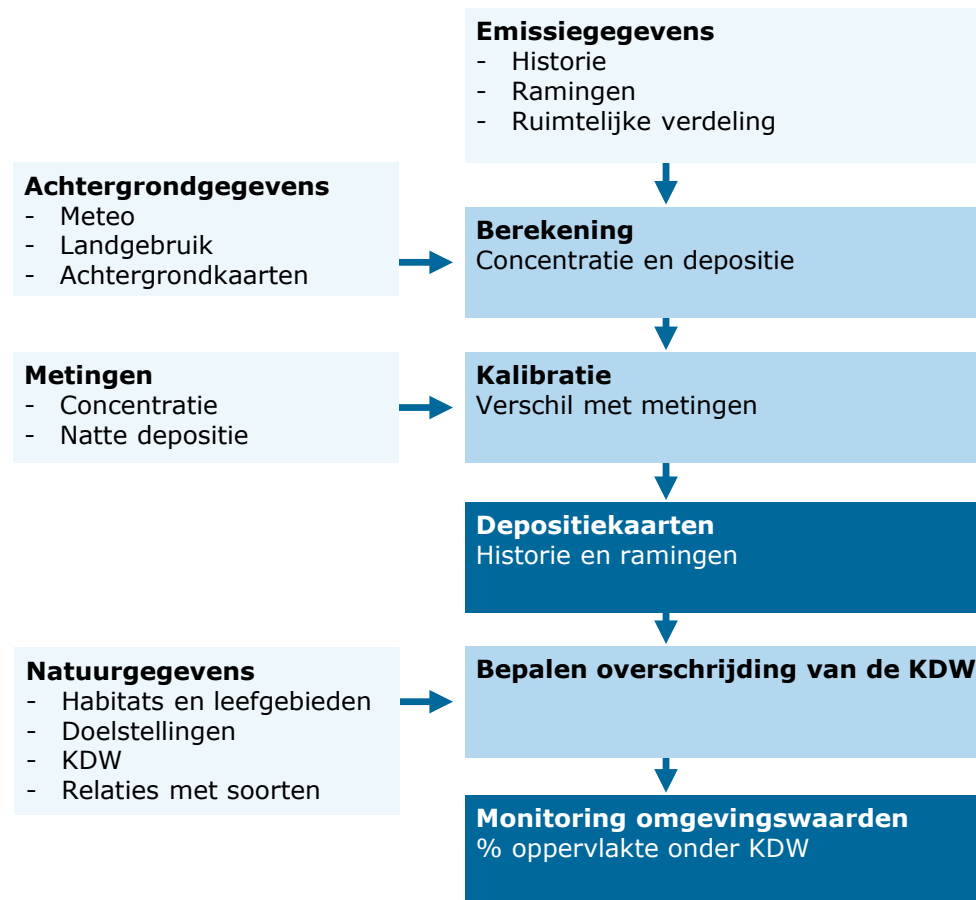 Emissiegegevens
- Historie
- Ramingen
- Ruimtelijke verdeling
Achtergrondgegevens
- Meteo
- Landgebruik
- Achtergrondkaarten
Berekening
Concentratie en depositie
Metingen
- Concentratie
- Natte depositie
Kalibratie
Verschil met metingen
Depositiekaarten
Historie en ramingen
Natuurgegevens
- Habitats en leefgebieden
- Doelstellingen
- KDW
- Relaties met soorten
Bepalen overschrijding van de KDW
Monitoring omgevingswaarden
% oppervlakte onder KDW